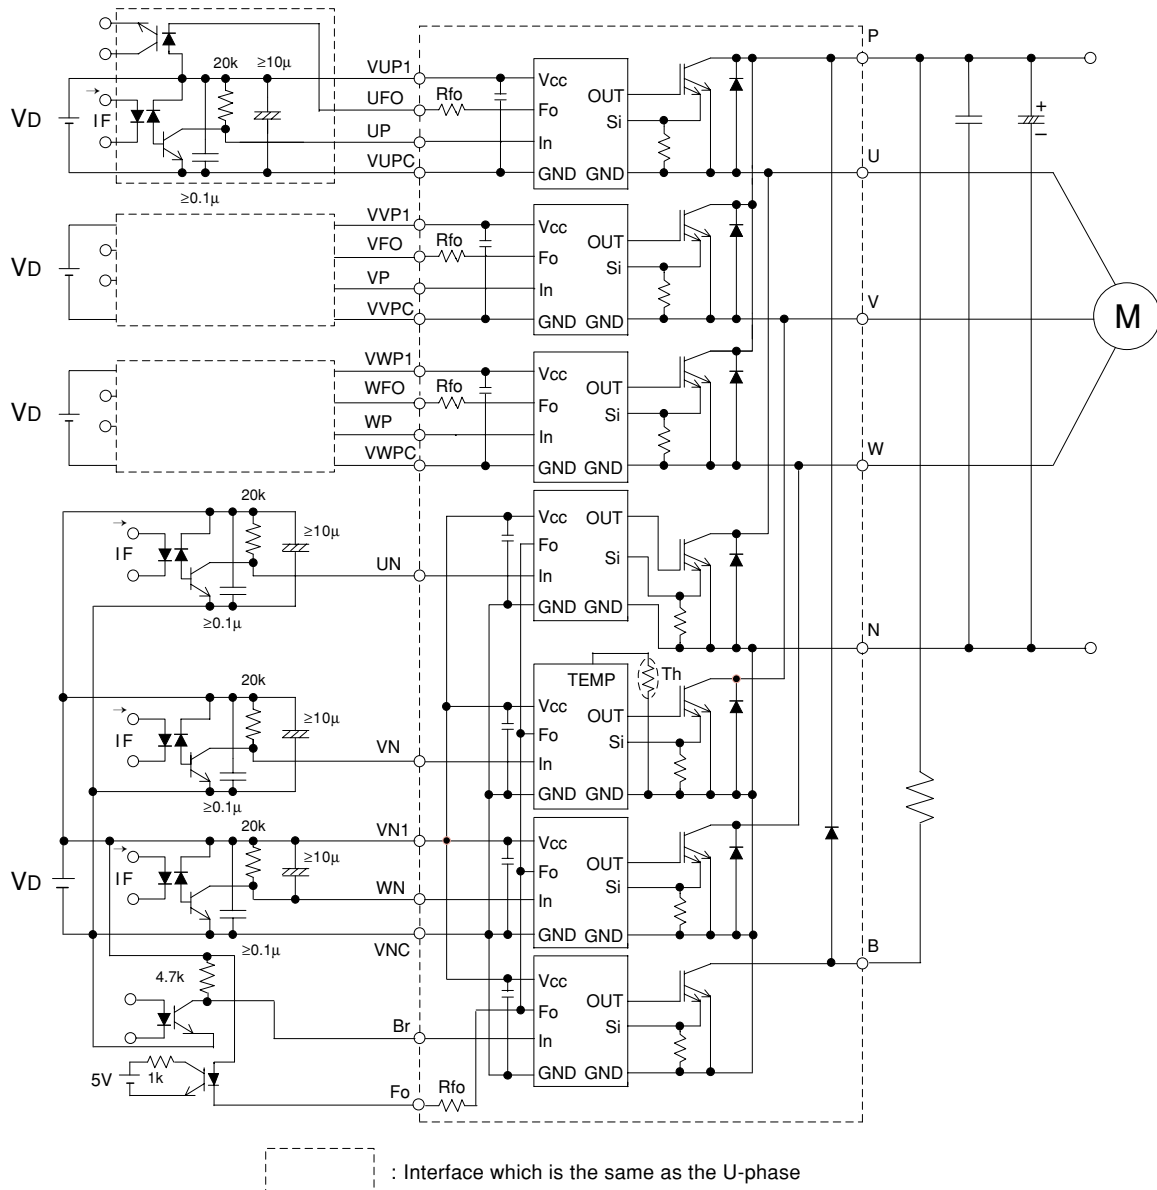 P
20k
≥10μ
VUP1
Vcc
UFO
Rfo
OUT
Fo
Si
VD
IF
+
–
UP
In
U
VUPC
GND GND
≥0.1μ
VVP1
Vcc
VFO
Rfo
OUT
Fo
Si
VD
VP
In
V
VVPC
GND GND
M
VWP1
Vcc
WFO
Rfo
OUT
Fo
Si
VD
WP
In
W
VWPC
GND GND
20k
≥10μ
IF
Vcc
OUT
Fo
Si
UN
In
GND GND
≥0.1μ
N
TEMP
Th
20k
≥10μ
IF
Vcc
OUT
Fo
Si
VN
In
GND GND
≥0.1μ
20k
≥10μ
VN1
Vcc
VD
IF
OUT
Fo
Si
WN
In
GND GND
VNC
≥0.1μ
B
4.7k
Vcc
OUT
Fo
Si
Br
In
5V
1k
GND GND
Fo
Rfo
: Interface which is the same as the U-phase